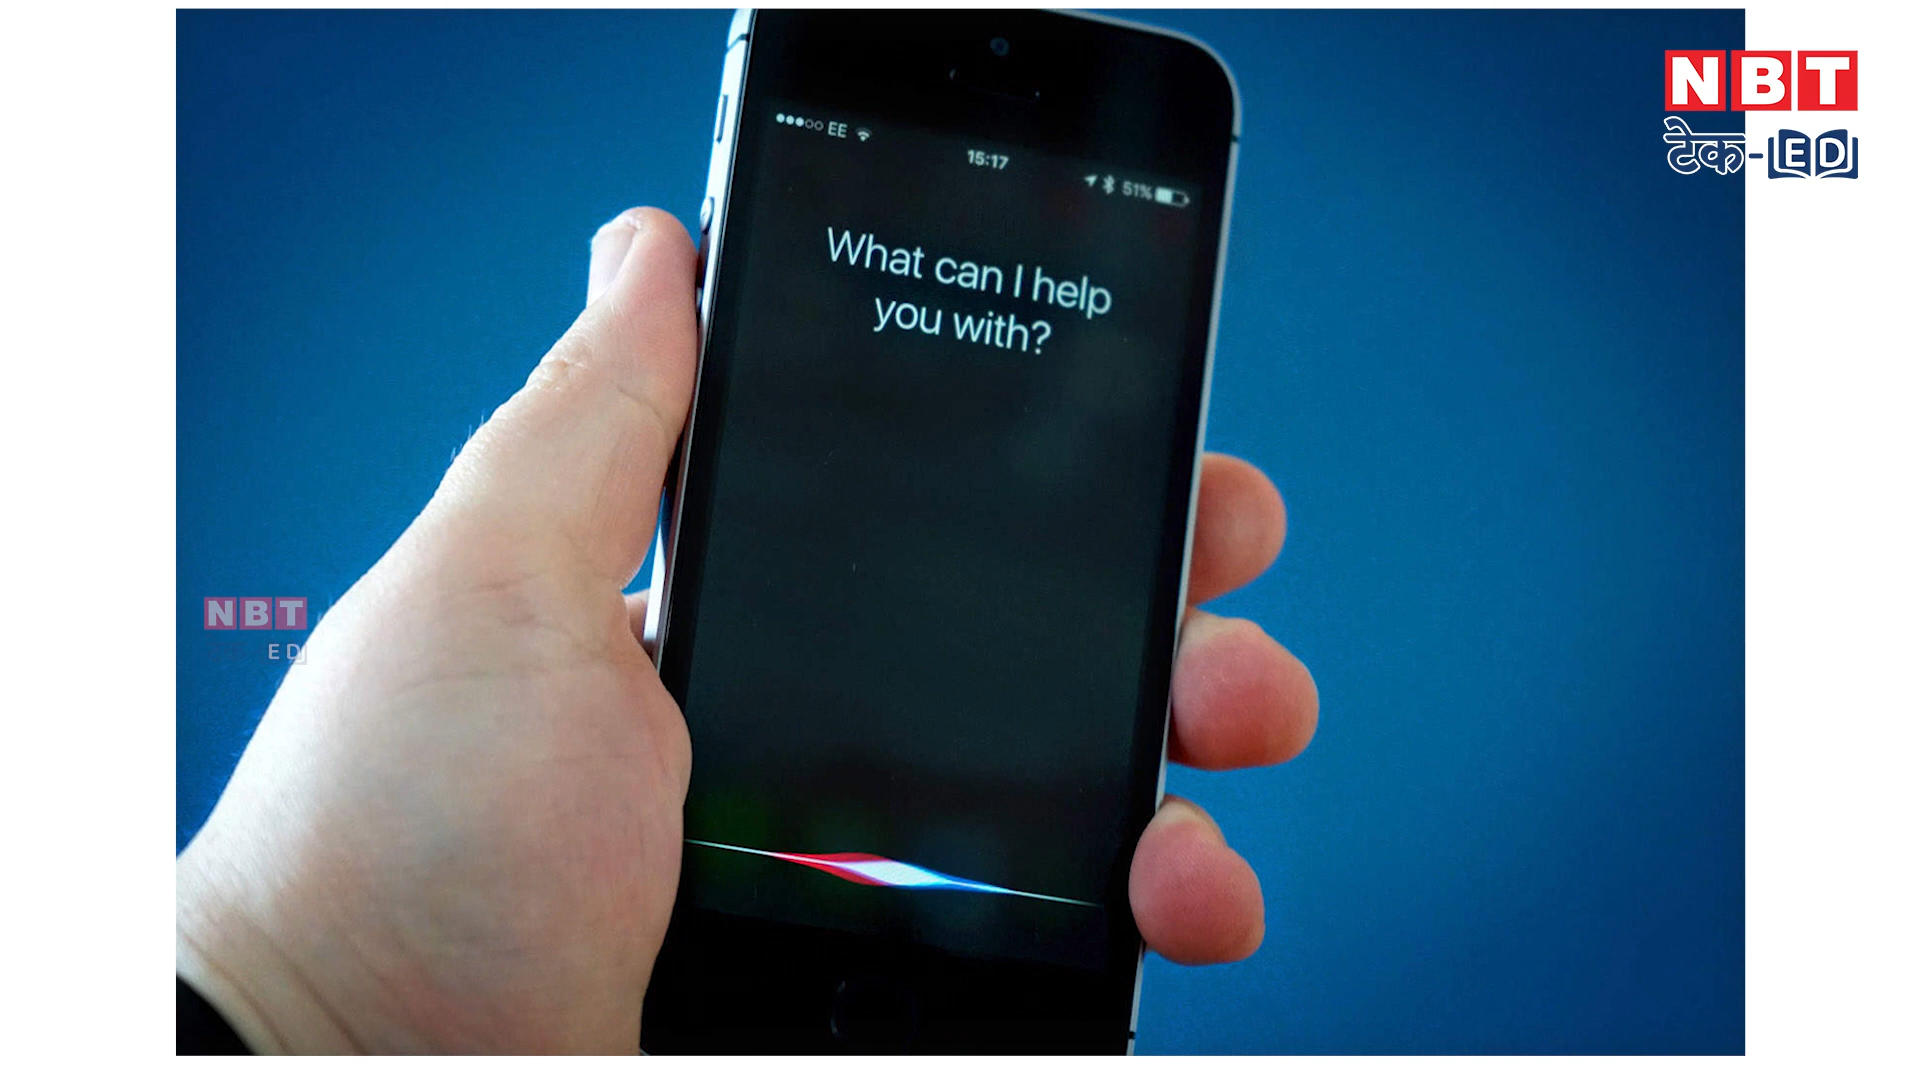 NBT
टेक-ED
EE
15:17
51%
What can I help
you with?
NBT
ED